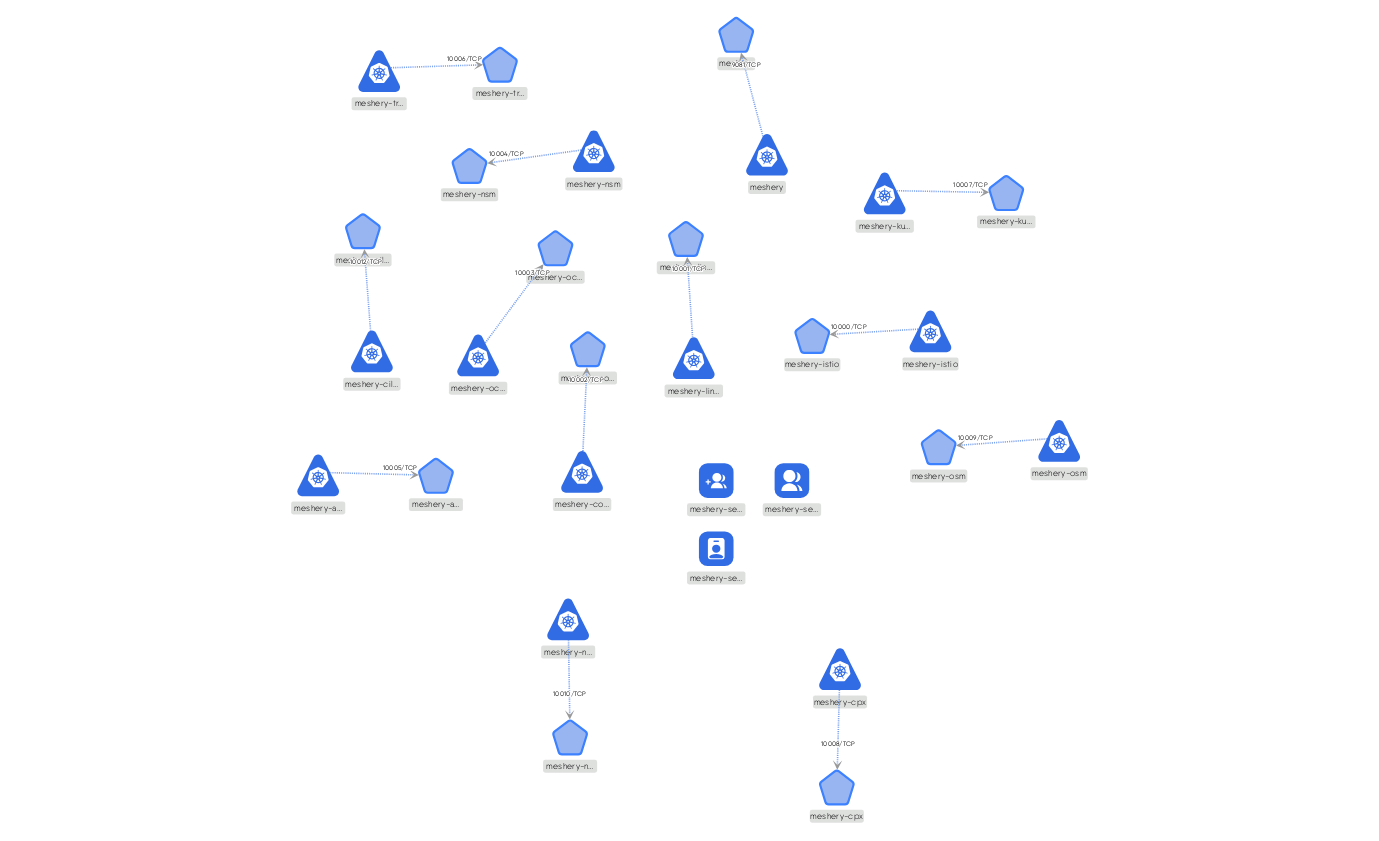 10006/TCP
meshery-tr...
meshery-tr...
9081/TCP
meshery
10004/TCP
meshery-nsm
meshery-nsm
10007/TCP
meshery-ku...
meshery-ku...
10012/TCP
meshery-cil...
10003/TCP
meshery-oc...
meshery-oc...
10001/TCP
meshery-lin...
10000/TCP
meshery-istio
meshery-istio
10002/TCP
meshery-co...
10009/TCP
meshery-osm
meshery-osm
10005/TCP
meshery-a...
meshery-a...
meshery-se...
meshery-se...
meshery-se...
meshery-n...
10010/TCP
meshery-n...
meshery-cpx
10008/TCP
meshery-cpx